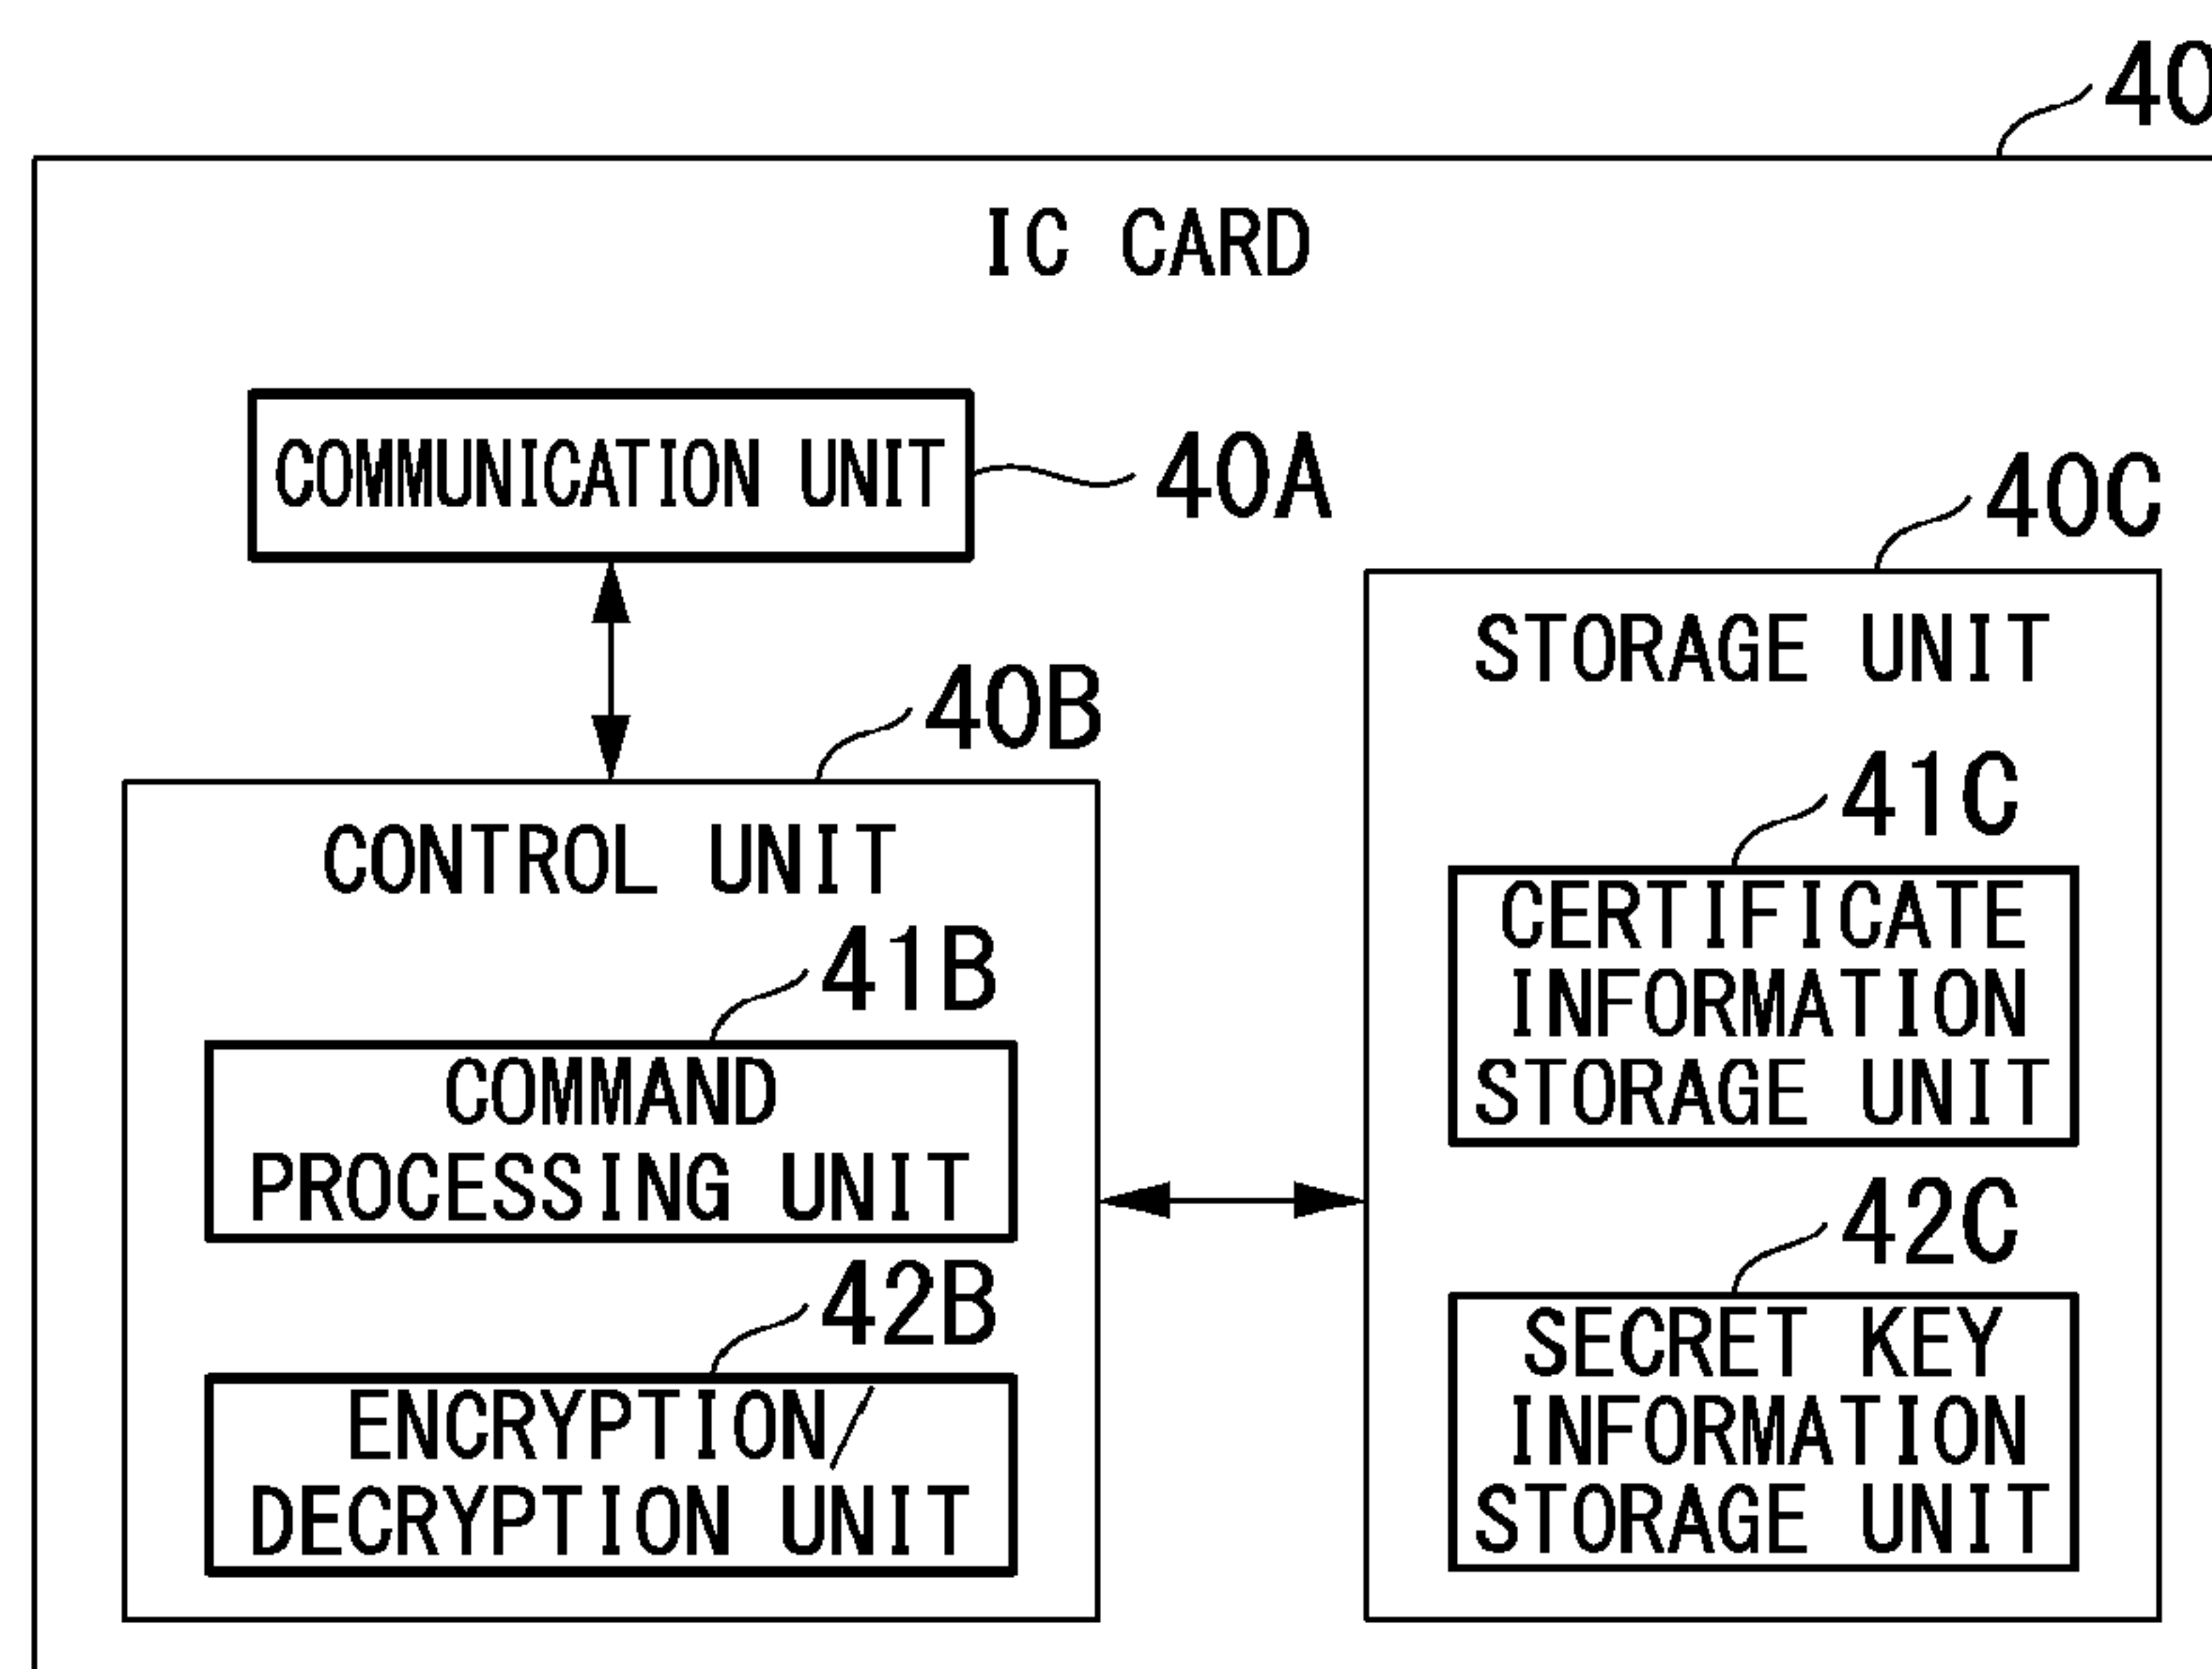 40
IC CARD
COMMUNICATION UNIT
40A
40C
STORAGE UNIT
40B
CONTROL UNIT
41C
CERTIFICATE
INFORMATION
STORAGE UNIT
41B
COMMAND
PROCESSING UNIT
42C
SECRET KEY
INFORMATION
STORAGE UNIT
42B
ENCRYPTION/
DECRYPTION UNIT